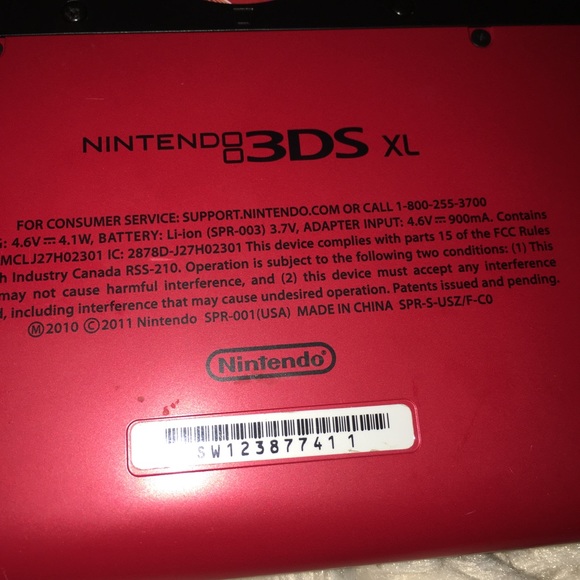 NINTENDO 3DS XL
FOR CONSUMER SERVICE: SUPPORT.NINTENDO.COM OR CALL 1-800-255-3700
: 4.6V⎓ 4.1W, BATTERY: Li-ion (SPR-003) 3.7V, ADAPTER INPUT: 4.6V⎓ 900mA. Contains
MCLJ27H02301 IC: 2878D-J27H02301 This device complies with parts 15 of the FCC Rules
h Industry Canada RSS-210. Operation is subject to the following two conditions: (1) This
may not cause harmful interference, and (2) this device must accept any interference
d, including interference that may cause undesired operation. Patents issued and pending.
Ⓜ2010 ©2011 Nintendo SPR-001(USA) MADE IN CHINA SPR-S-USZ/F-C0
Nintendo
SW123877411